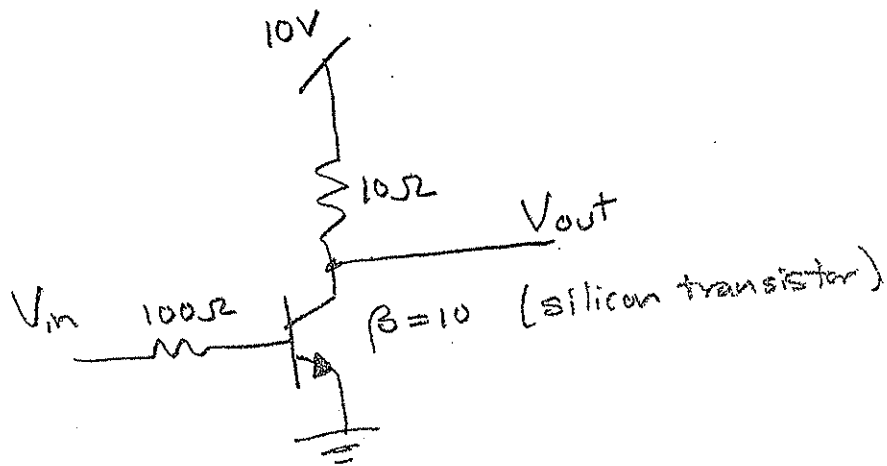 10V
10Ω
Vout
Vin
100Ω
β=10 (silicon transistor)